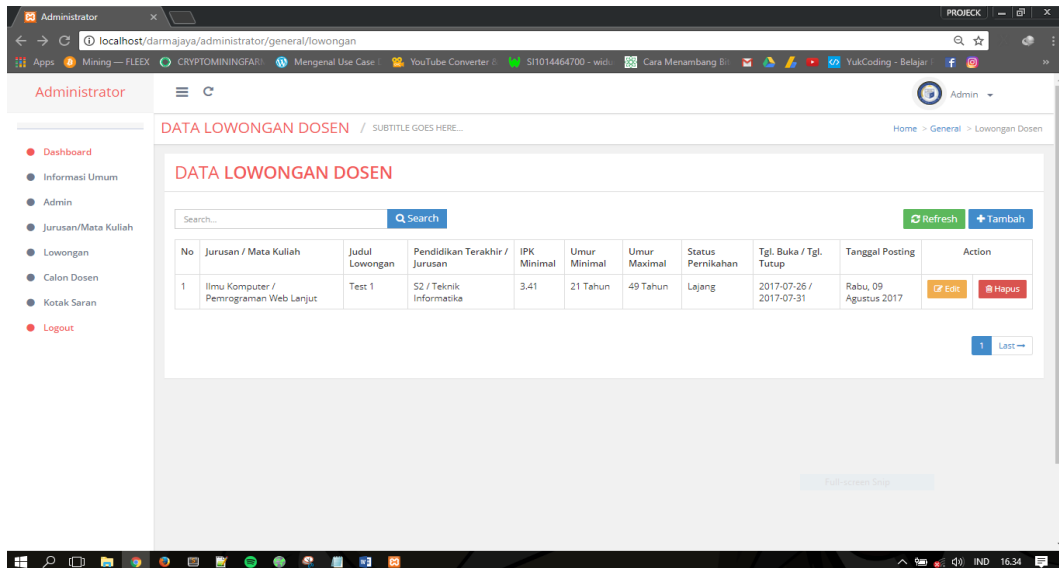 Administrator
PROJECK
localhost/darmajaya/administrator/general/lowongan
Apps Mining — FLEEX CRYPTOMININGFAR Mengenal Use Case YouTube Converter SI1014464700 - widu Cara Menambang Bit YukCoding - Belajar
Administrator
Admin
DATA LOWONGAN DOSEN / SUBTITLE GOES HERE...
Home > General > Lowongan Dosen
Dashboard
Informasi Umum
Admin
Jurusan/Mata Kuliah
Lowongan
Calon Dosen
Kotak Saran
Logout
DATA LOWONGAN DOSEN
Search... Search Refresh Tambah
No Jurusan / Mata Kuliah Judul Lowongan Pendidikan Terakhir / Jurusan IPK Minimal Umur Minimal Umur Maximal Status Pernikahan Tgl. Buka / Tgl. Tutup Tanggal Posting Action
1 Ilmu Komputer / Pemrograman Web Lanjut Test 1 S2 / Teknik Informatika 3.41 21 Tahun 49 Tahun Lajang 2017-07-26 / 2017-07-31 Rabu, 09 Agustus 2017 Edit Hapus
1 Last→
Full-screen Snip
IND 16.34